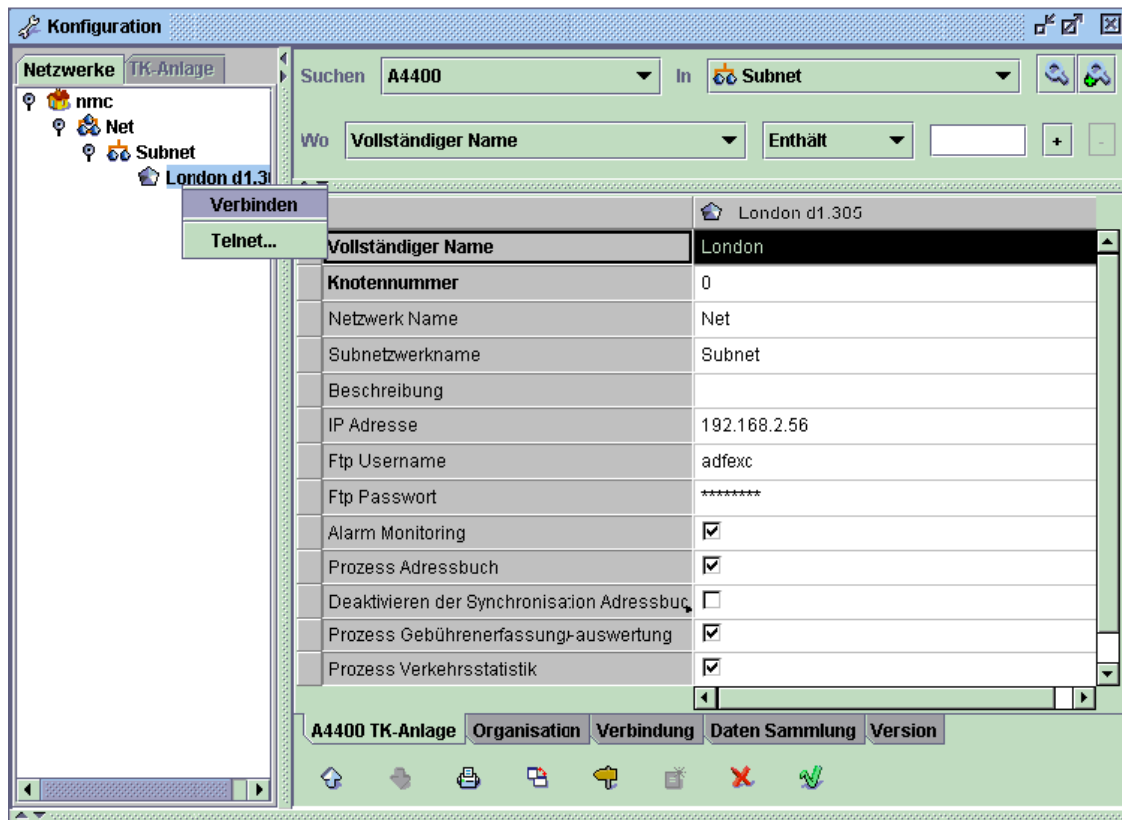 Konfiguration
Netzwerke TK-Anlage
nmc
Net
Subnet
London d1.3
Verbinden
Telnet...
Suchen A4400 In Subnet
Wo Vollständiger Name Enthält + -
London d1.305
Vollständiger Name London
Knotennummer 0
Netzwerk Name Net
Subnetzwerkname Subnet
Beschreibung
IP Adresse 192.168.2.56
Ftp Username adfexc
Ftp Passwort ********
Alarm Monitoring
Prozess Adressbuch
Deaktivieren der Synchronisation Adressbuc
Prozess Gebührenerfassung/-auswertung
Prozess Verkehrsstatistik
A4400 TK-Anlage Organisation Verbindung Daten Sammlung Version